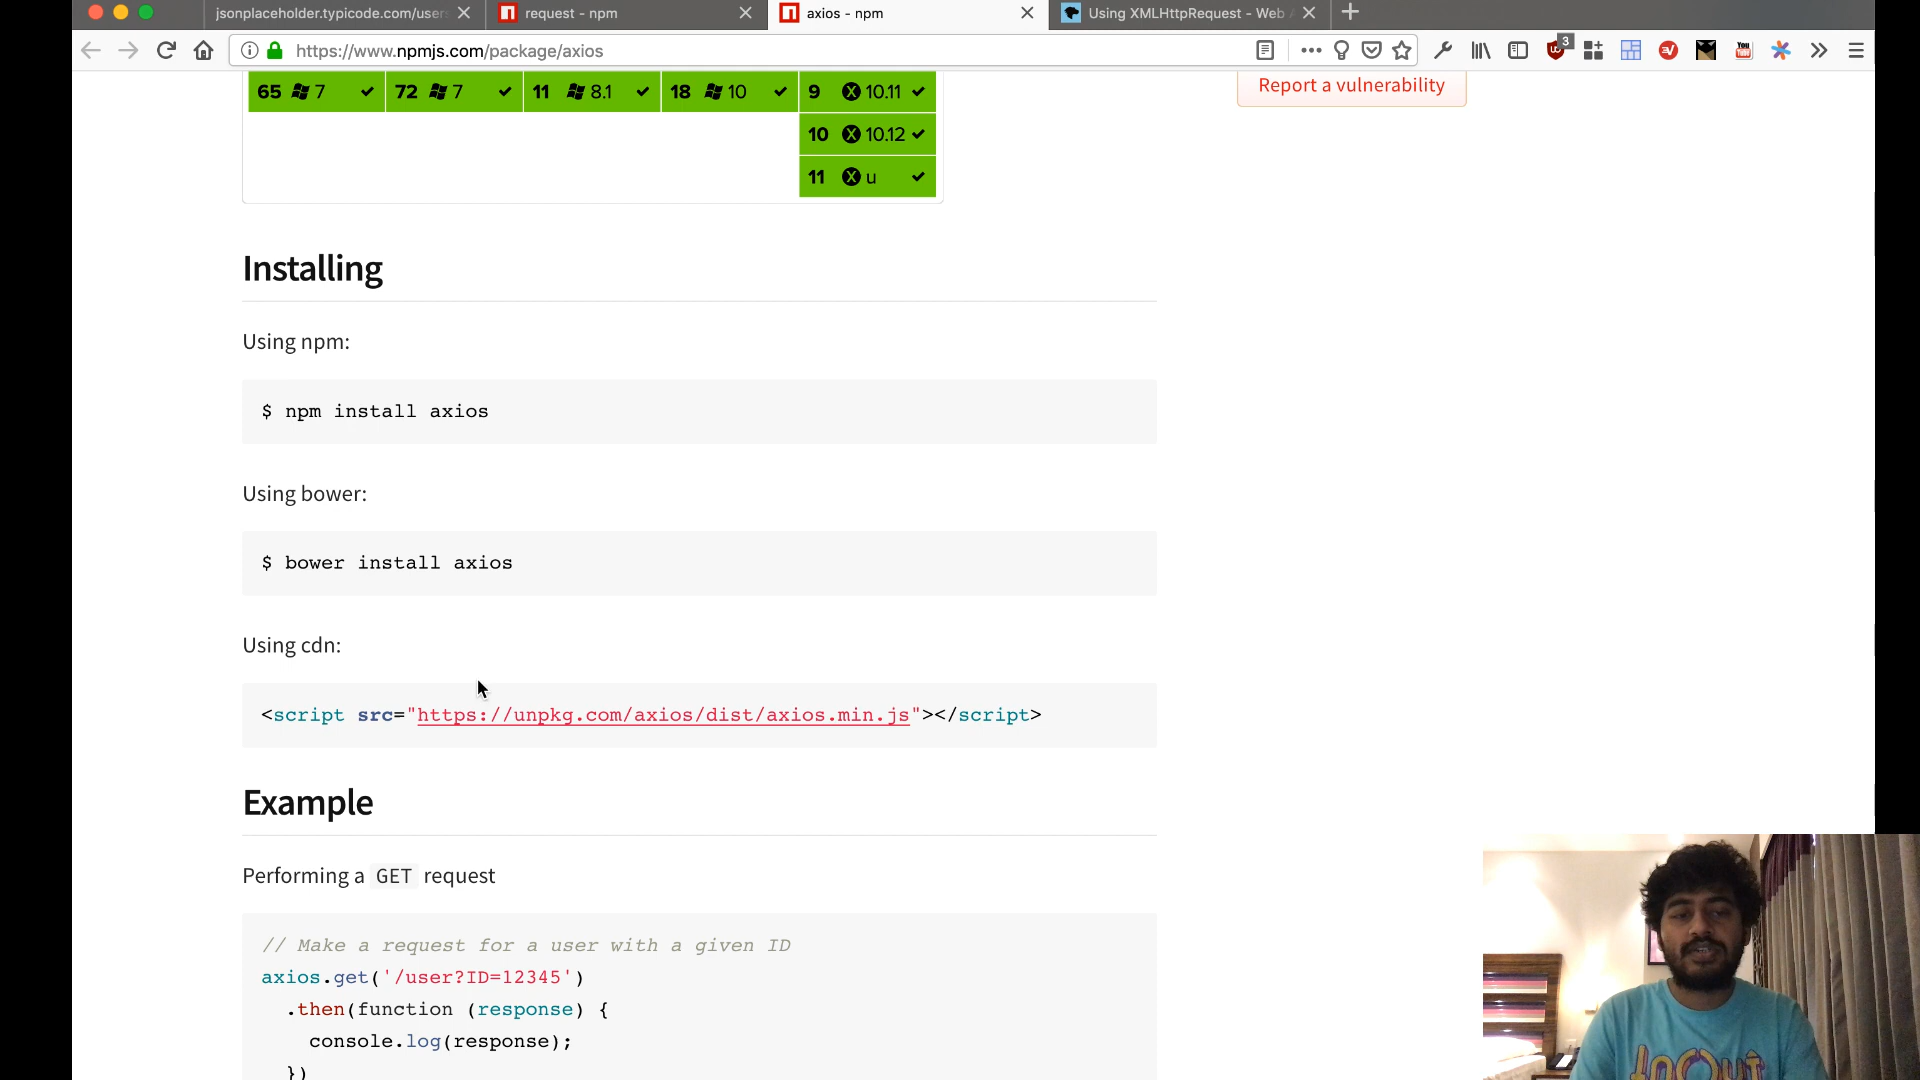 jsonplaceholder.typicode.com/user
request - npm
axios - npm
Using XMLHttpRequest - Web A
https://www.npmjs.com/package/axios
3
You
65 7 72 7 11 8.1 18 10 9 X 10.11
10 X 10.12
11 X u
Report a vulnerability
Installing
Using npm:
$ npm install axios
Using bower:
$ bower install axios
Using cdn:
<script src="https://unpkg.com/axios/dist/axios.min.js"></script>
Example
Performing a GET request
// Make a request for a user with a given ID
axios.get('/user?ID=12345')
.then(function (response) {
console.log(response);
})